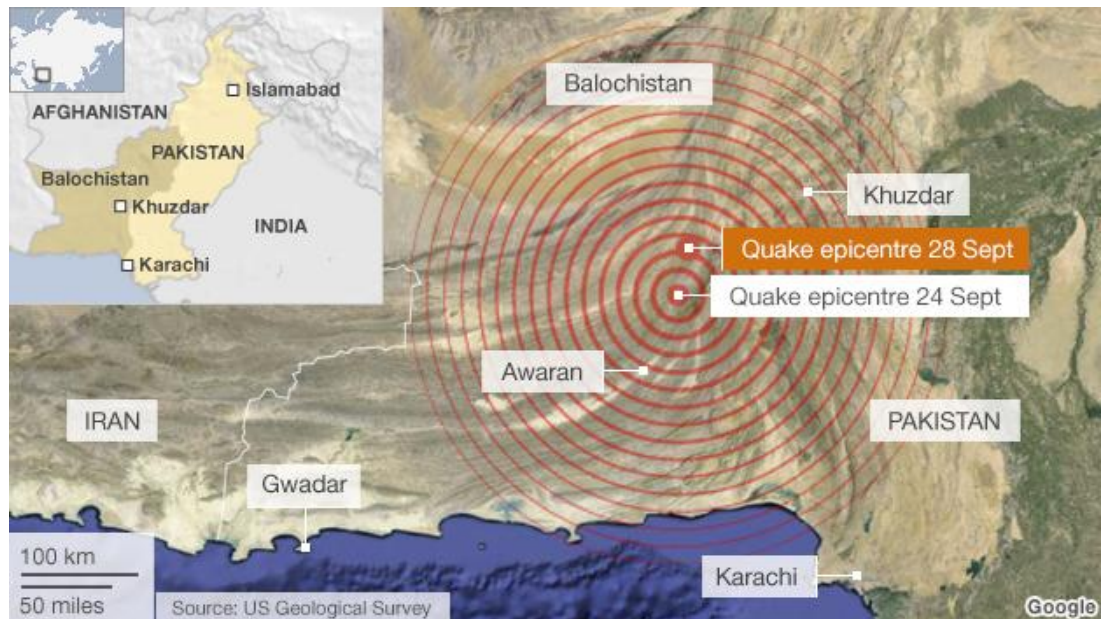 Islamabad
AFGHANISTAN
PAKISTAN
Balochistan
Khuzdar
INDIA
Karachi
Balochistan
Khuzdar
Quake epicentre 28 Sept
Quake epicentre 24 Sept
Awaran
IRAN
PAKISTAN
Gwadar
100 km
50 miles
Karachi
Source: US Geological Survey
Google